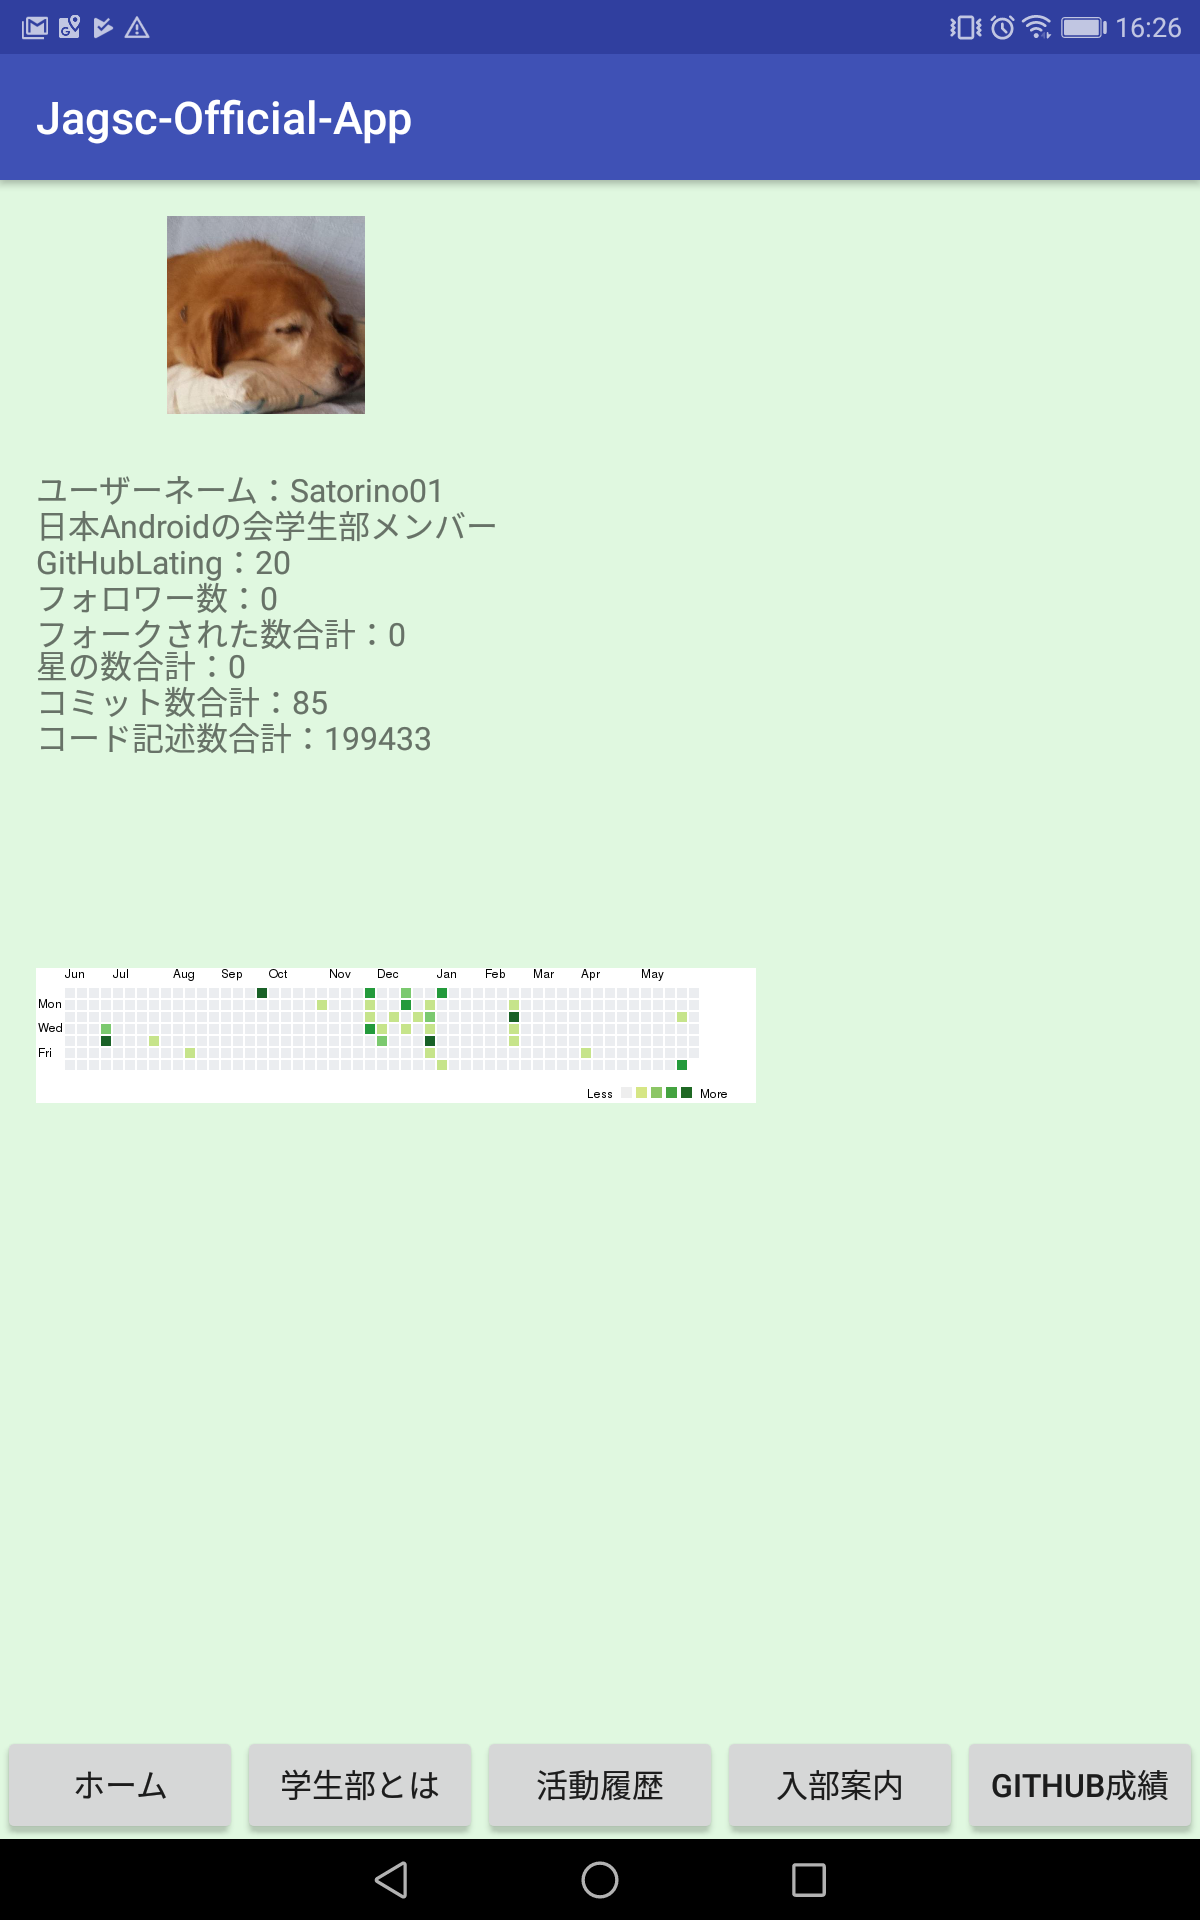 16:26
Jagsc-Official-App
ユーザーネーム：Satorino01
日本Androidの会学生部メンバー
GitHubLating：20
フォロワー数：0
フォークされた数合計：0
星の数合計：0
コミット数合計：85
コード記述数合計：199433
Jun Jul Aug Sep Oct Nov Dec Jan Feb Mar Apr May
Mon
Wed
Fri
Less More
ホーム 学生部とは 活動履歴 入部案内 GITHUB成績